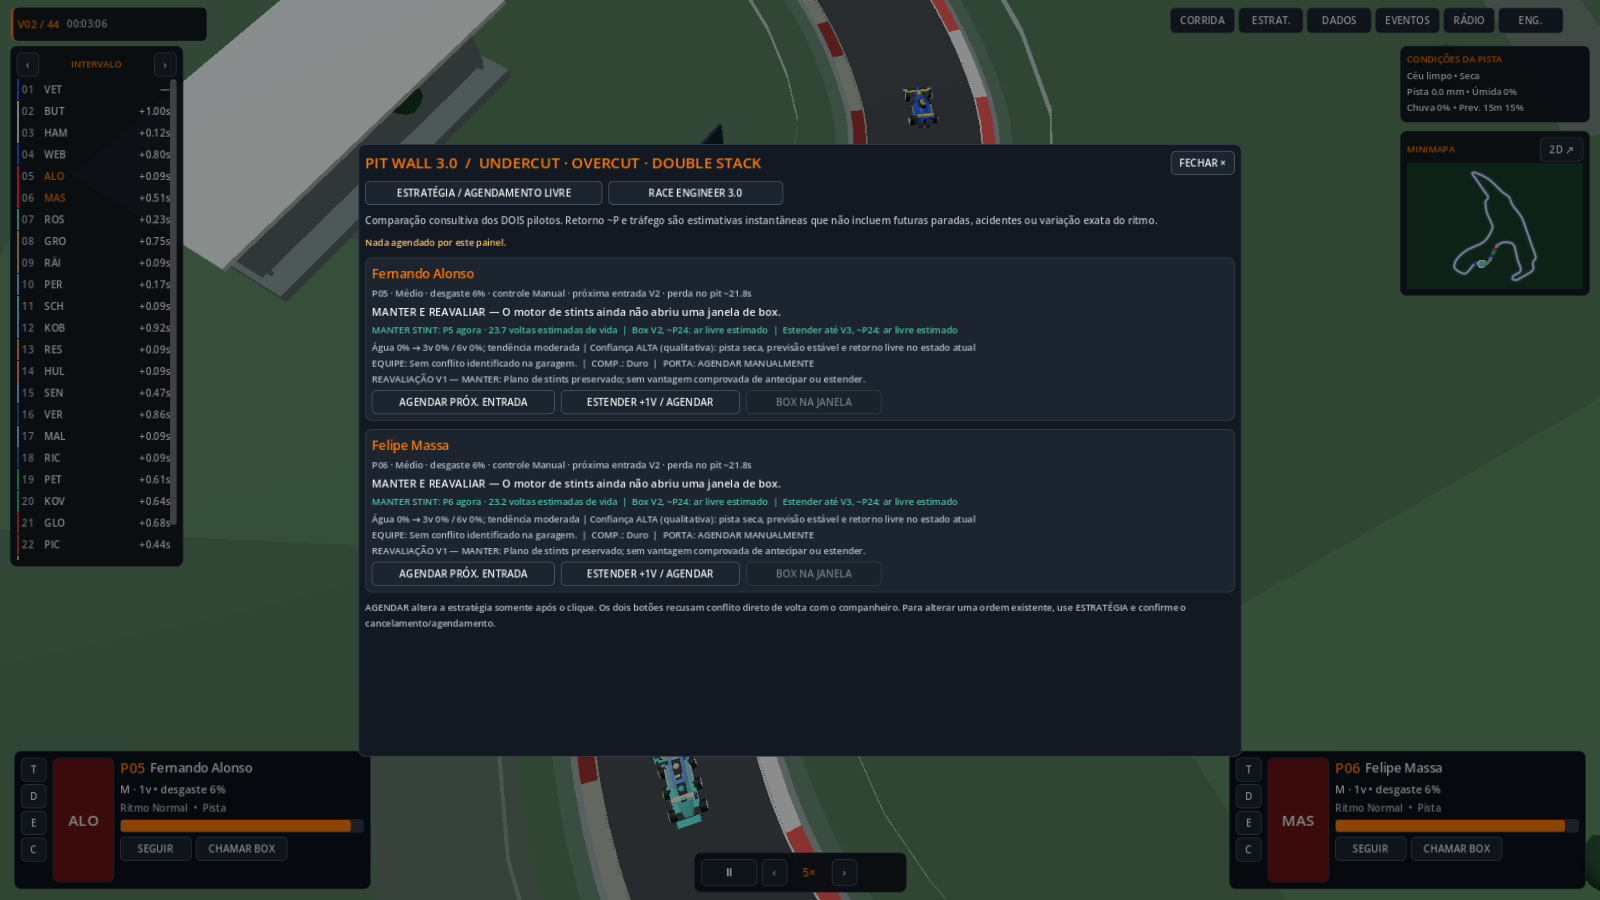 V02 / 44 00:03:06
CORRIDA ESTRAT. DADOS EVENTOS RÁDIO ENG.
‹ INTERVALO ›
01 VET —
02 BUT +1.00s
03 HAM +0.12s
04 WEB +0.80s
05 ALO +0.09s
06 MAS +0.51s
07 ROS +0.23s
08 GRO +0.75s
09 RÄI +0.09s
10 PER +0.17s
11 SCH +0.09s
12 KOB +0.92s
13 RES +0.09s
14 HUL +0.09s
15 SEN +0.47s
16 VER +0.86s
17 MAL +0.09s
18 RIC +0.09s
19 PET +0.61s
20 KOV +0.64s
21 GLO +0.68s
22 PIC +0.44s
CONDIÇÕES DA PISTA
Céu limpo • Seca
Pista 0.0 mm • Úmida 0%
Chuva 0% • Prev. 15m 15%
MINIMAPA 2D ↗
PIT WALL 3.0 / UNDERCUT · OVERCUT · DOUBLE STACK FECHAR ×
ESTRATÉGIA / AGENDAMENTO LIVRE RACE ENGINEER 3.0
Comparação consultiva dos DOIS pilotos. Retorno ~P e tráfego são estimativas instantâneas que não incluem futuras paradas, acidentes ou variação exata do ritmo.
Nada agendado por este painel.
Fernando Alonso
P05 · Médio · desgaste 6% · controle Manual · próxima entrada V2 · perda no pit ~21.8s
MANTER E REAVALIAR — O motor de stints ainda não abriu uma janela de box.
MANTER STINT: P5 agora · 23.7 voltas estimadas de vida | Box V2, ~P24: ar livre estimado | Estender até V3, ~P24: ar livre estimado
Água 0% → 3v 0% / 6v 0%; tendência moderada | Confiança ALTA (qualitativa): pista seca, previsão estável e retorno livre no estado atual
EQUIPE: Sem conflito identificado na garagem. | COMP.: Duro | PORTA: AGENDAR MANUALMENTE
REAVALIAÇÃO V1 — MANTER: Plano de stints preservado; sem vantagem comprovada de antecipar ou estender.
AGENDAR PRÓX. ENTRADA ESTENDER +1V / AGENDAR BOX NA JANELA
Felipe Massa
P06 · Médio · desgaste 6% · controle Manual · próxima entrada V2 · perda no pit ~21.8s
MANTER E REAVALIAR — O motor de stints ainda não abriu uma janela de box.
MANTER STINT: P6 agora · 23.2 voltas estimadas de vida | Box V2, ~P24: ar livre estimado | Estender até V3, ~P24: ar livre estimado
Água 0% → 3v 0% / 6v 0%; tendência moderada | Confiança ALTA (qualitativa): pista seca, previsão estável e retorno livre no estado atual
EQUIPE: Sem conflito identificado na garagem. | COMP.: Duro | PORTA: AGENDAR MANUALMENTE
REAVALIAÇÃO V1 — MANTER: Plano de stints preservado; sem vantagem comprovada de antecipar ou estender.
AGENDAR PRÓX. ENTRADA ESTENDER +1V / AGENDAR BOX NA JANELA
AGENDAR altera a estratégia somente após o clique. Os dois botões recusam conflito direto de volta com o companheiro. Para alterar uma ordem existente, use ESTRATÉGIA e confirme o
cancelamento/agendamento.
T D E C
ALO
P05 Fernando Alonso
M · 1v • desgaste 6%
Ritmo Normal • Pista
SEGUIR CHAMAR BOX
⏸ ‹ 5× ›
T D E C
MAS
P06 Felipe Massa
M · 1v • desgaste 6%
Ritmo Normal • Pista
SEGUIR CHAMAR BOX